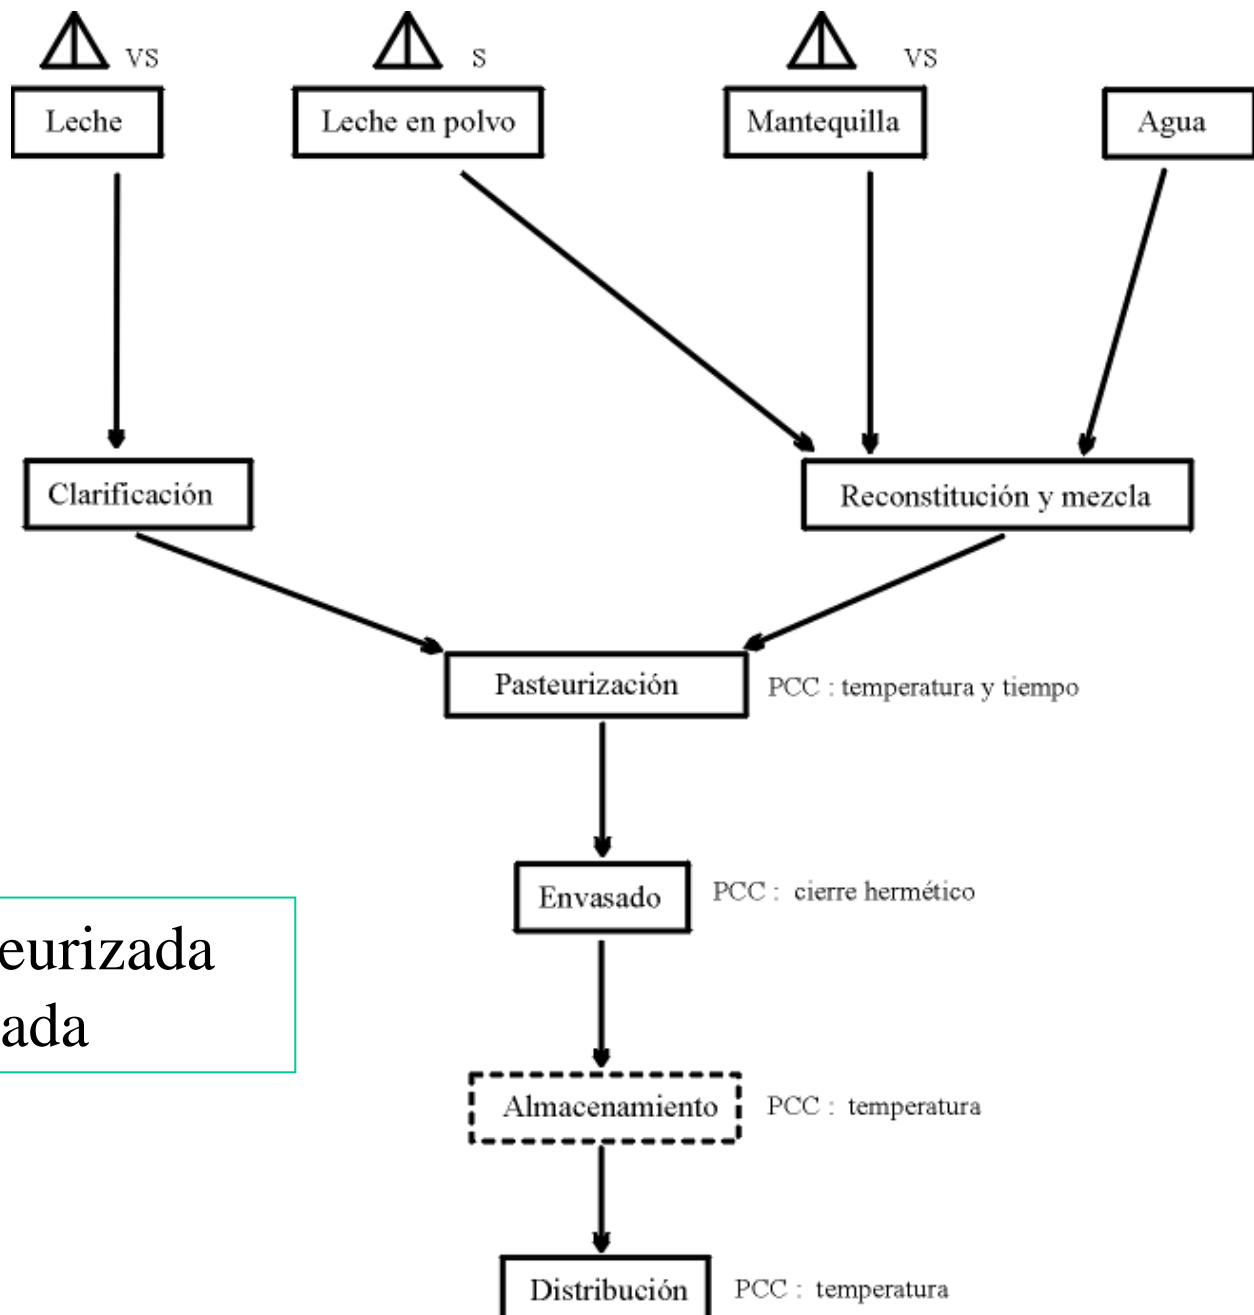 VS
S
VS
Leche
Leche en polvo
Mantequilla
Agua
Clarificación
Reconstitución y mezcla
Pasteurización
PCC : temperatura y tiempo
Envasado
PCC : cierre hermético
eurizada
ada
Almacenamiento
PCC : temperatura
Distribución
PCC : temperatura